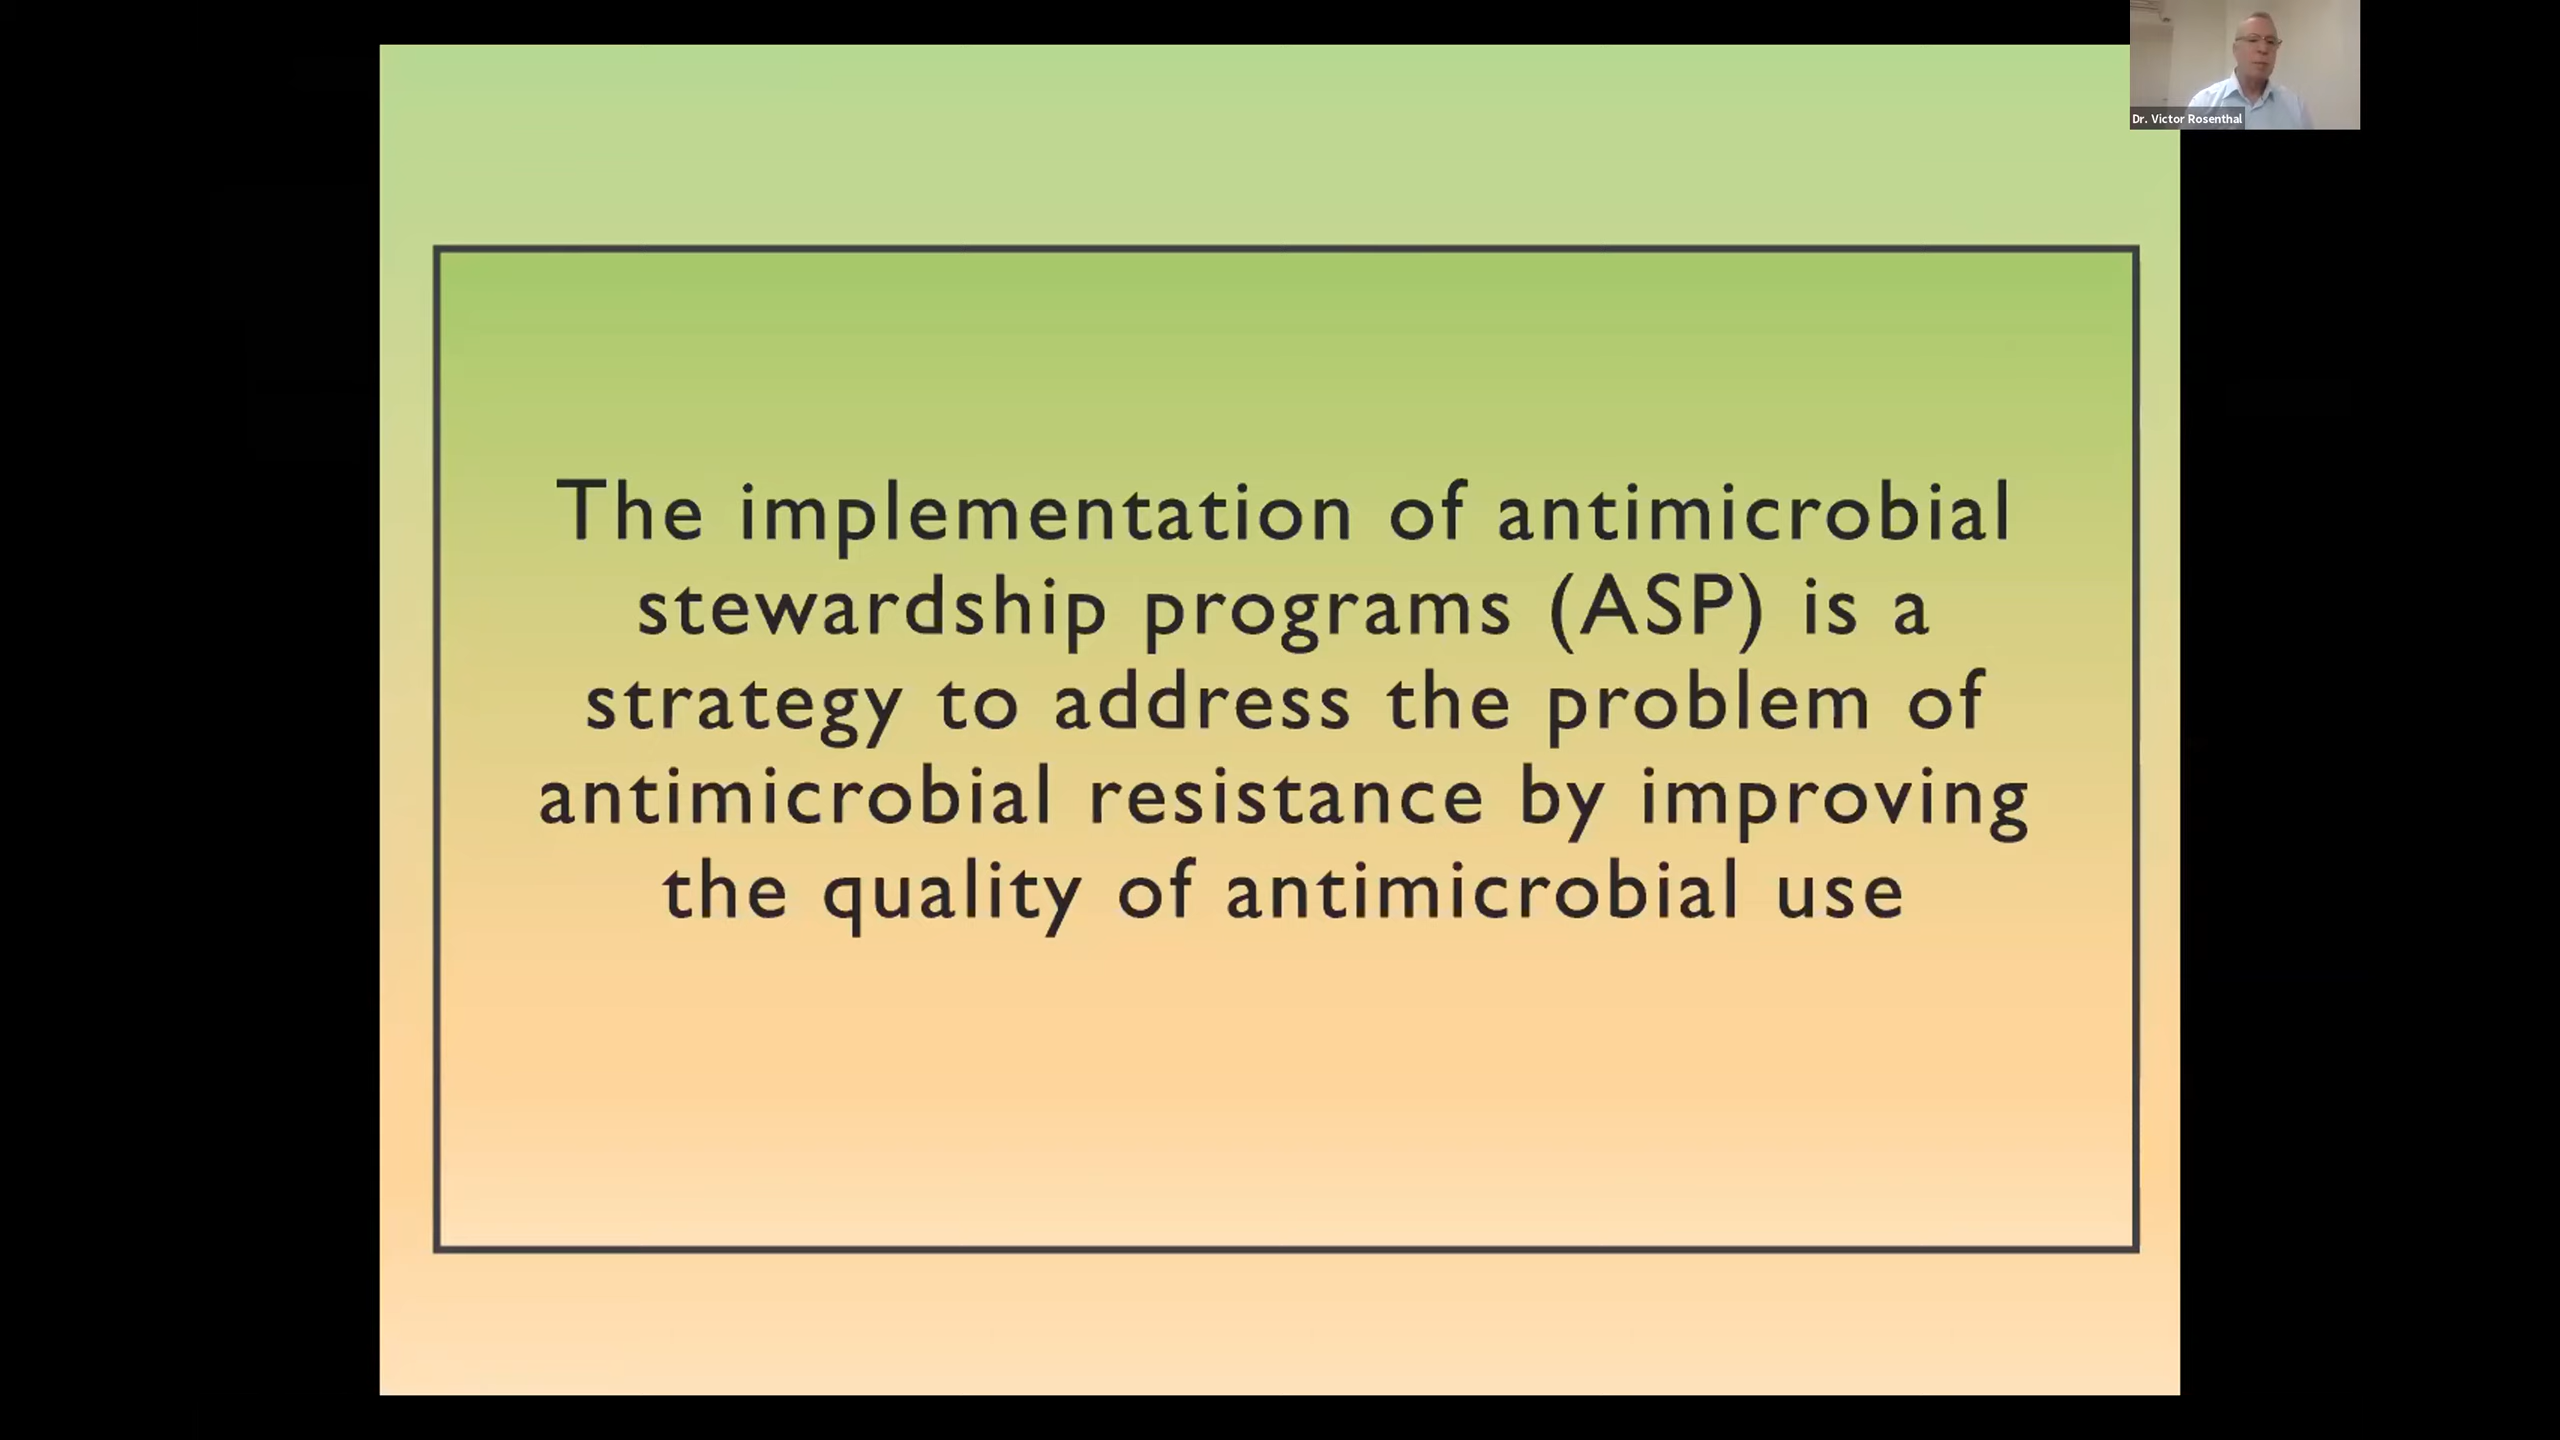 Dr. Victor Rosenthal
The implementation of antimicrobial
stewardship programs (ASP) is a
strategy to address the problem of
antimicrobial resistance by improving
the quality of antimicrobial use